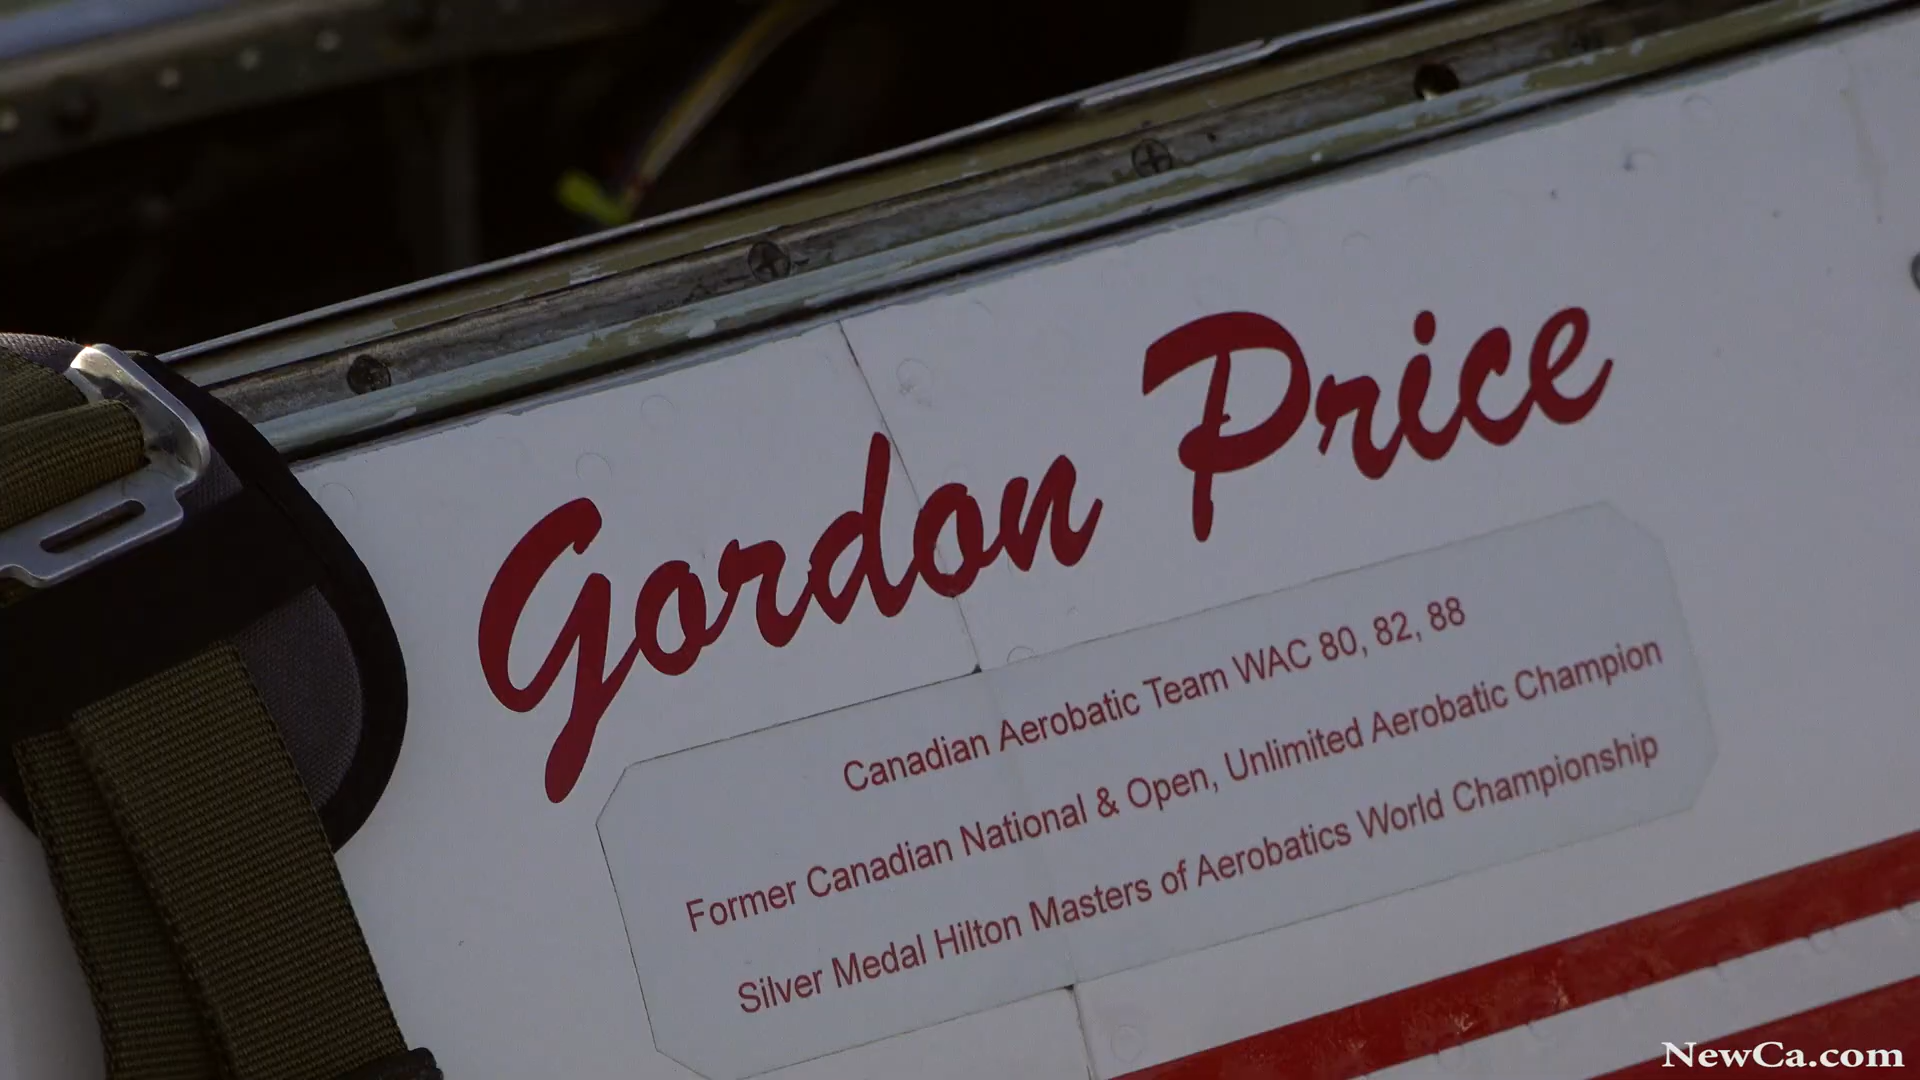 Gordon Price
Canadian Aerobatic Team WAC 80, 82, 88
Former Canadian National & Open, Unlimited Aerobatic Champion
Silver Medal Hilton Masters of Aerobatics World Championship
NewCa.com